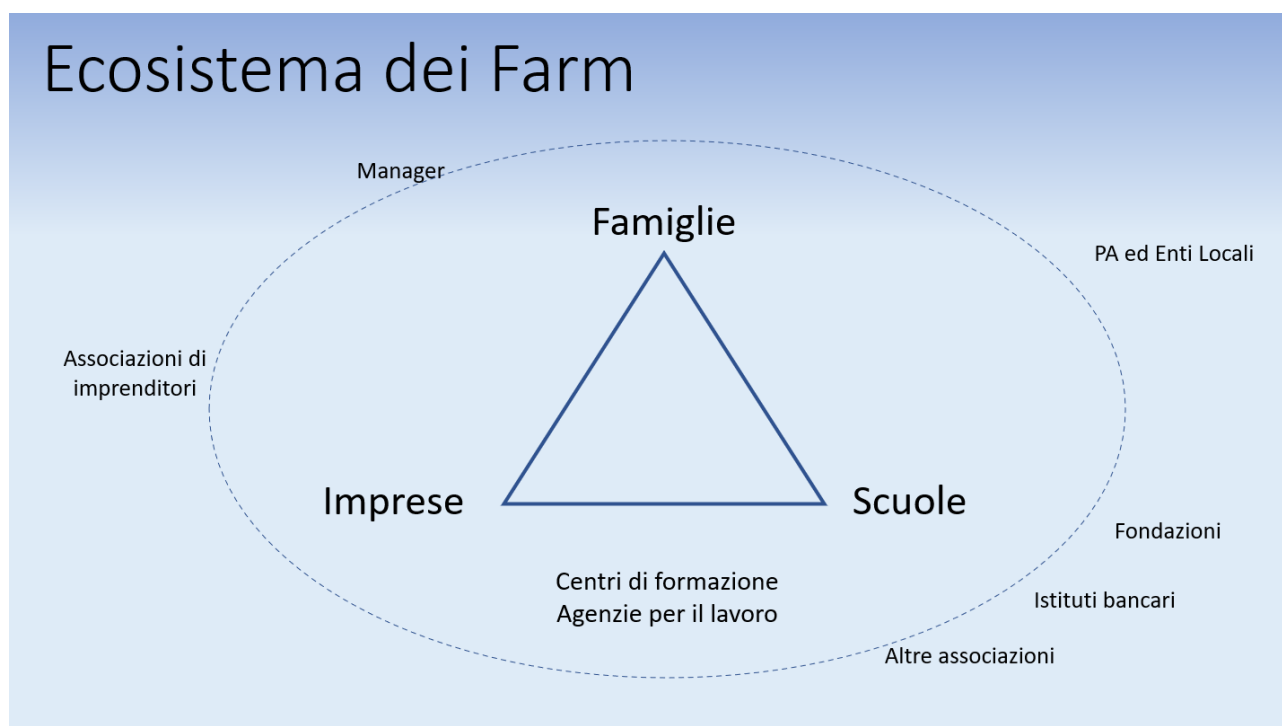 Ecosistema dei Farm
Manager
Famiglie
PA ed Enti Locali
Associazioni di
imprenditori
Imprese
Scuole
Fondazioni
Centri di formazione
Agenzie per il lavoro
Istituti bancari
Altre associazioni